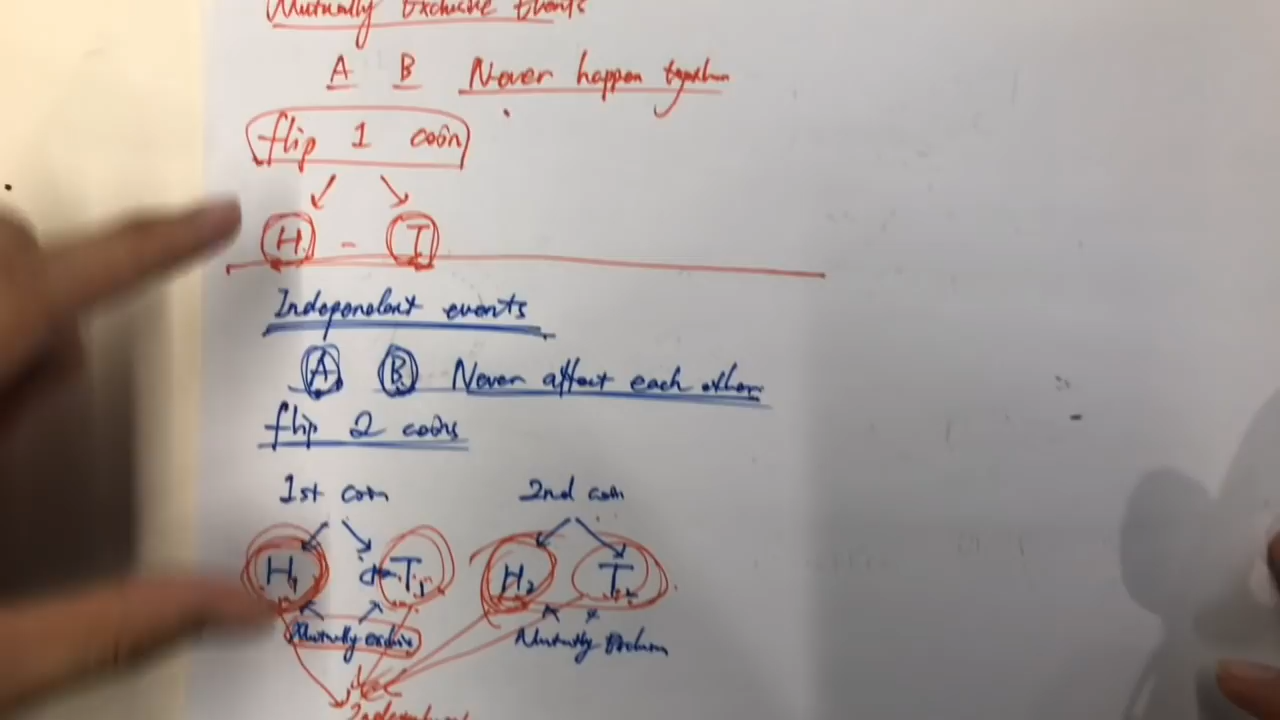 Mutually Exclusive Events
A B Never happen together
flip 1 coin
H - T
Independent events
A B Never affect each other
flip 2 coins
1st coin 2nd coin
H1 T1 H2 T2
Mutually exclusive Mutually Exclusive
Independent